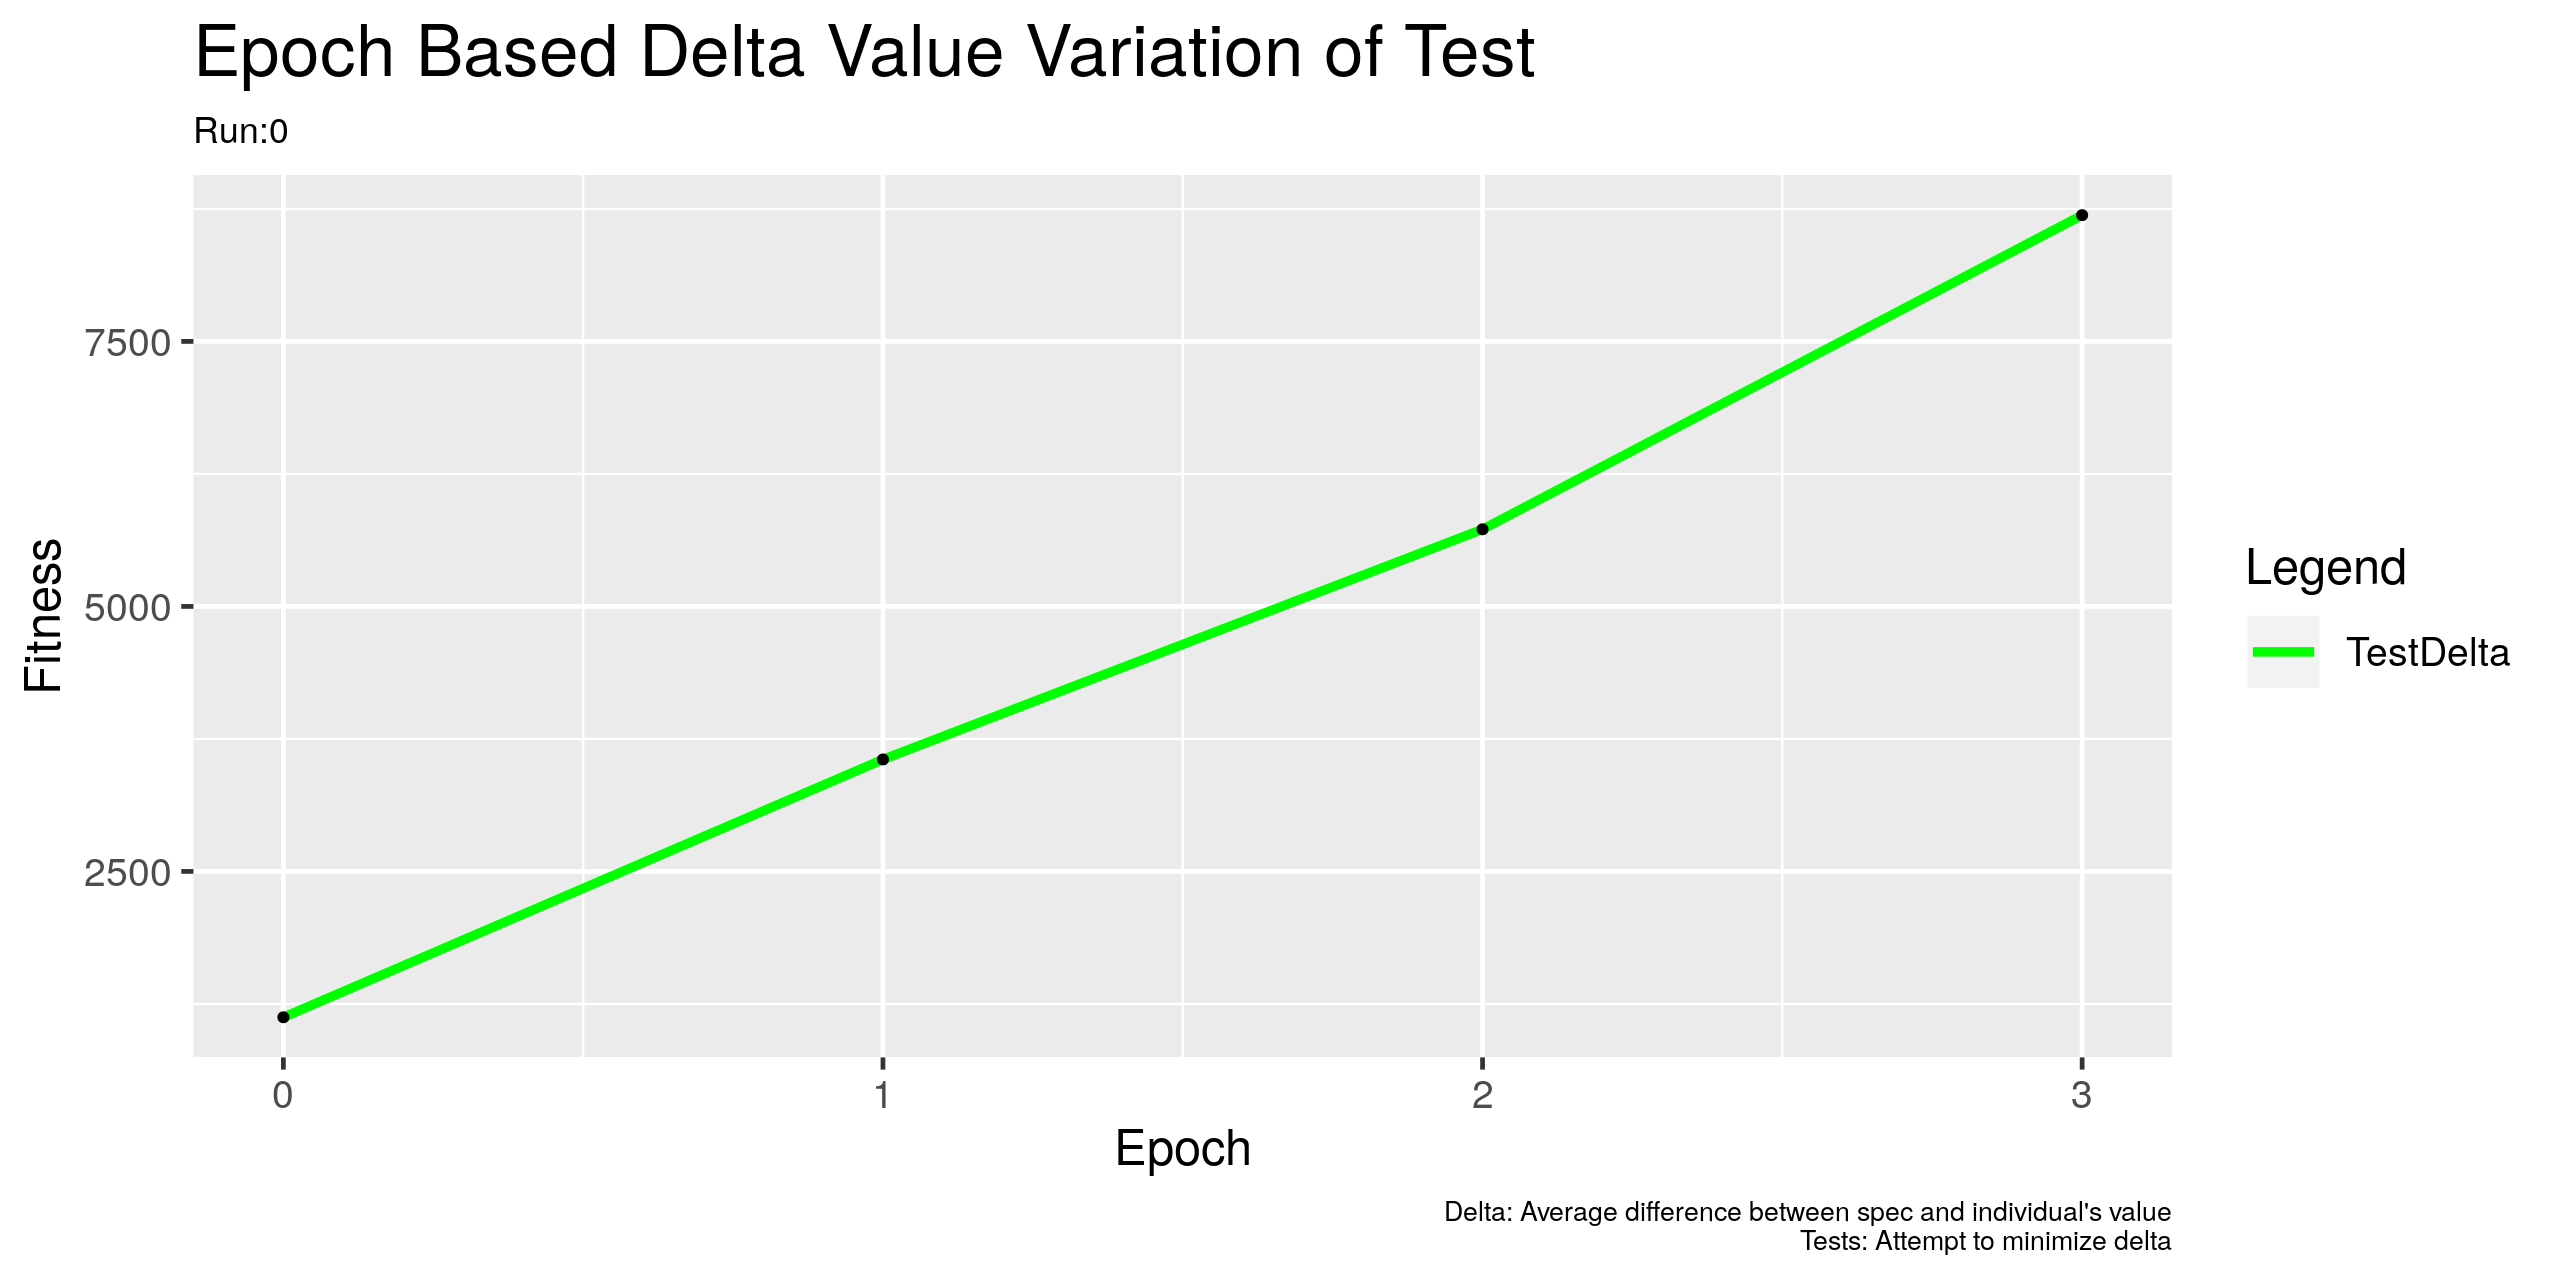 Epoch Based Delta Value Variation of Test
Run:0
7500
5000
2500
Fitness
0 1 2 3
Epoch
Legend
TestDelta
Delta: Average difference between spec and individual's value
Tests: Attempt to minimize delta